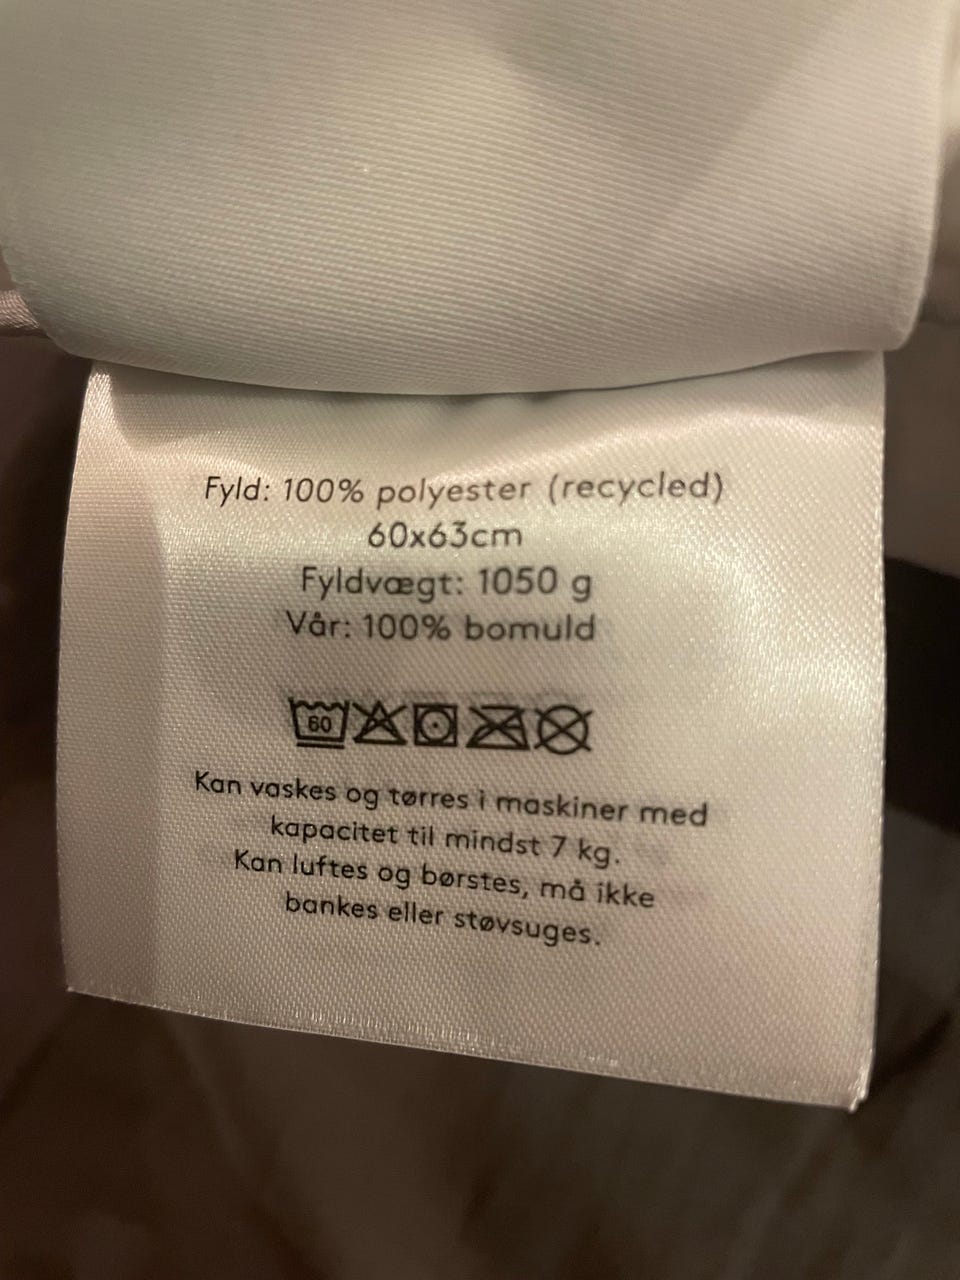 Fyld: 100% polyester (recycled)
60x63cm
Fyldvægt: 1050 g
Vår: 100% bomuld
60
Kan vaskes og tørres i maskiner med
kapacitet til mindst 7 kg.
Kan luftes og børstes, må ikke
bankes eller støvsuges.